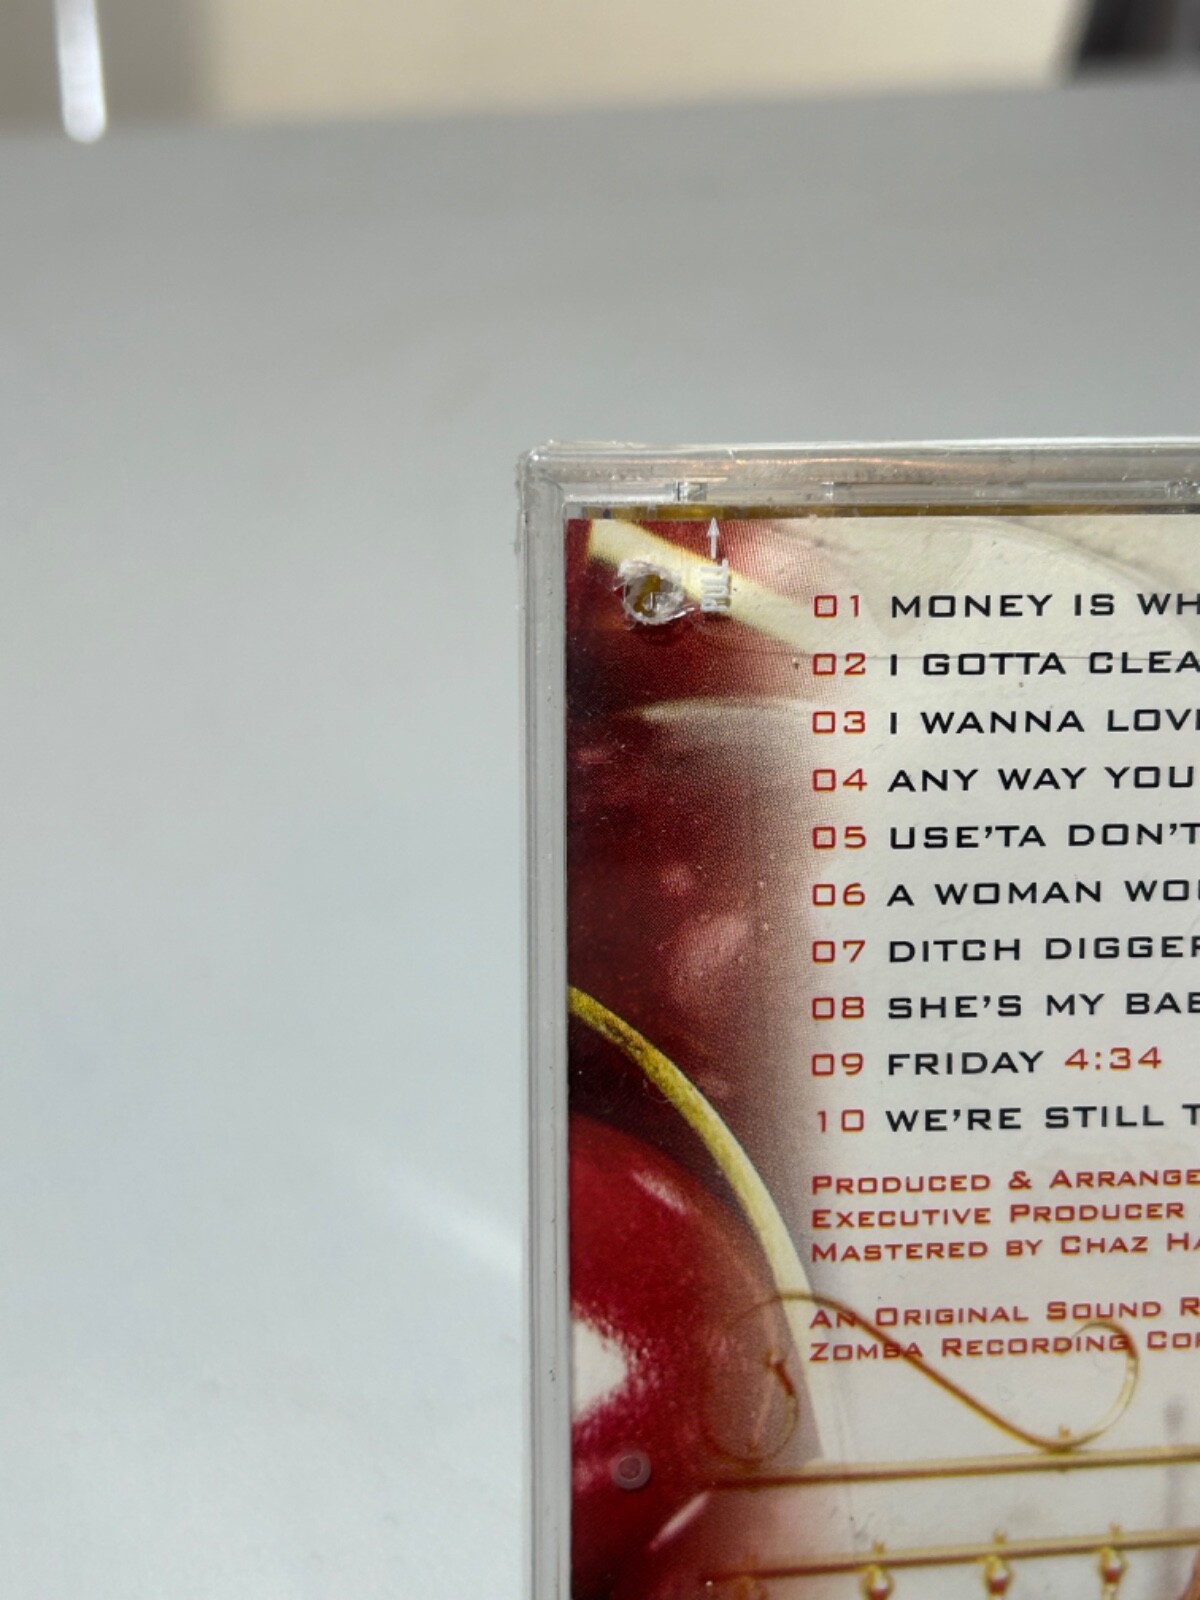 PULL
01 MONEY IS WH
02 I GOTTA CLEA
03 I WANNA LOV
04 ANY WAY YOU
05 USE'TA DON'T
06 A WOMAN WO
07 DITCH DIGGER
08 SHE'S MY BAB
09 FRIDAY 4:34
10 WE'RE STILL T
PRODUCED & ARRANGE
EXECUTIVE PRODUCER
MASTERED BY CHAZ HA
AN ORIGINAL SOUND R
ZOMBA RECORDING COR